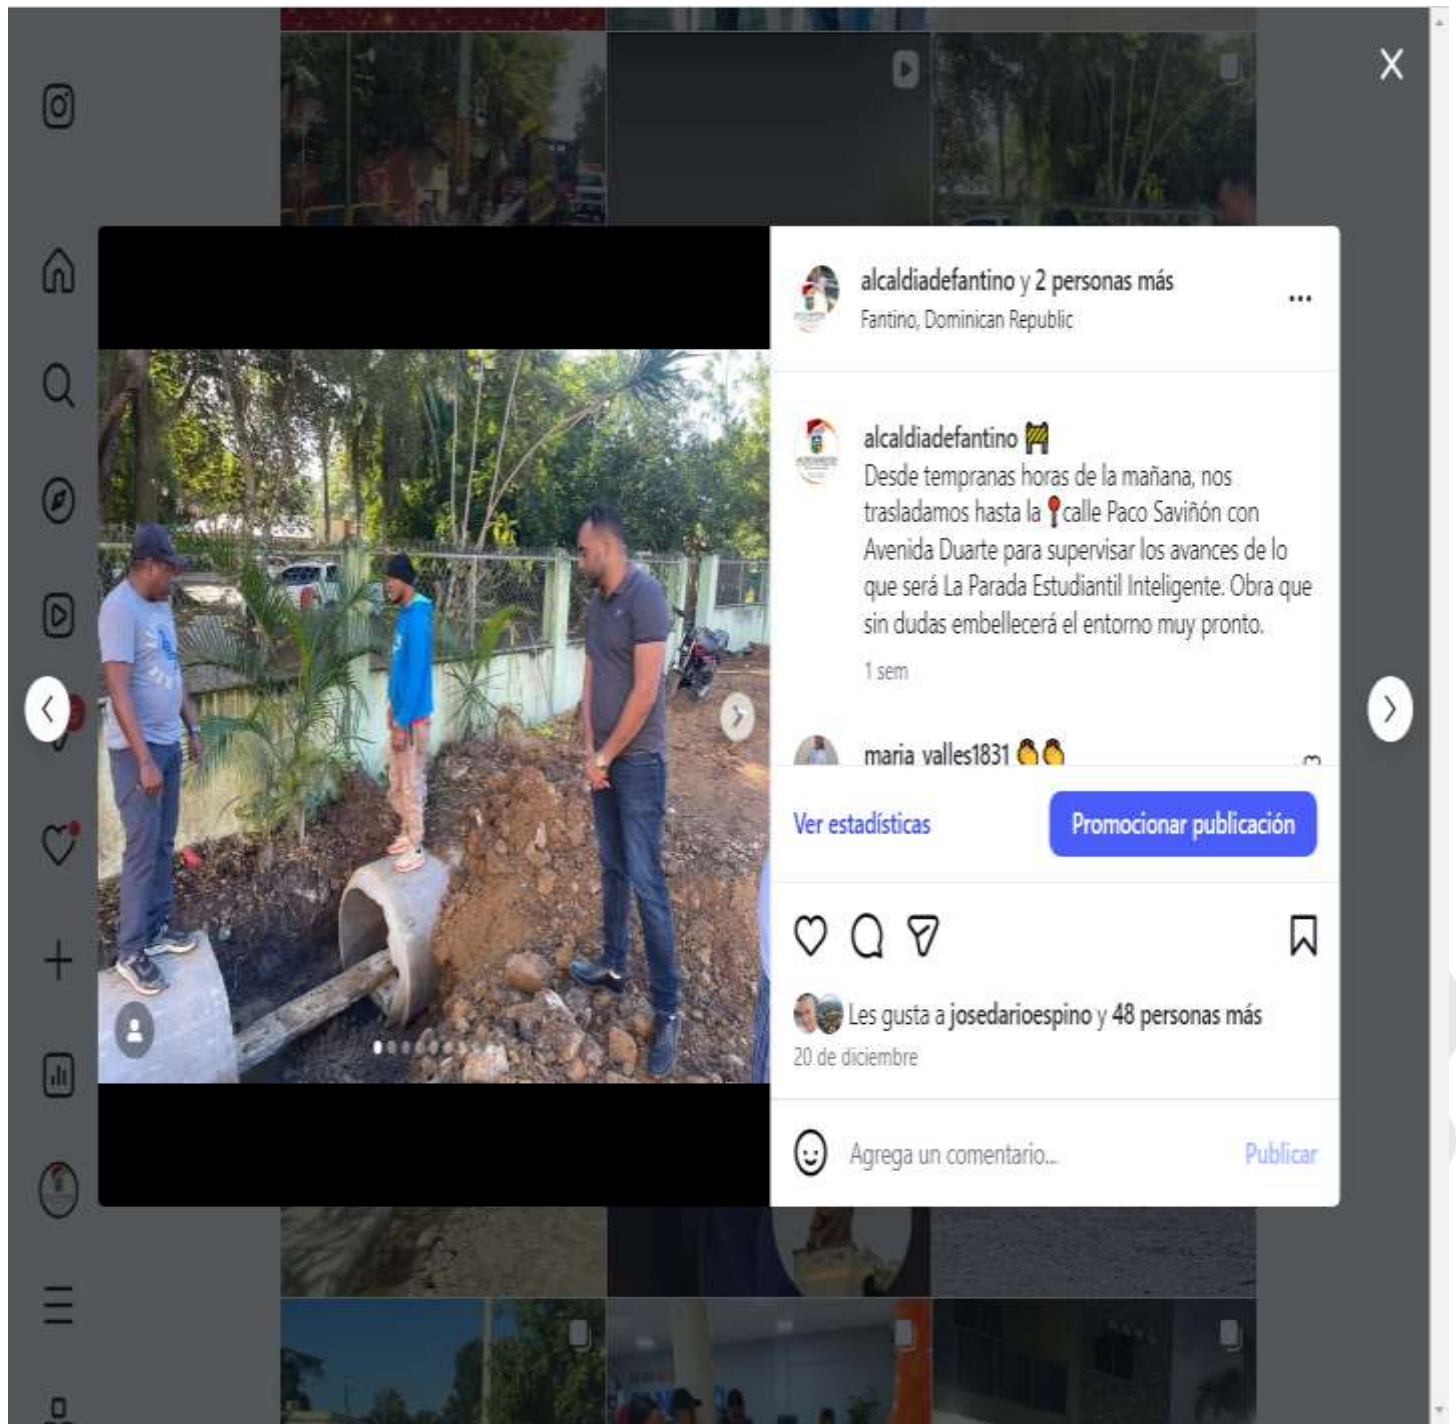 alcaldiadefantino y 2 personas más
Fantino, Dominican Republic
alcaldiadefantino 🚧
Desde tempranas horas de la mañana, nos
trasladamos hasta la 📍calle Paco Saviñón con
Avenida Duarte para supervisar los avances de lo
que será La Parada Estudiantil Inteligente. Obra que
sin dudas embellecerá el entorno muy pronto.
1 sem
maria_valles1831 👏👏
Ver estadísticas
Promocionar publicación
Les gusta a josedarioespino y 48 personas más
20 de diciembre
Agrega un comentario...
Publicar